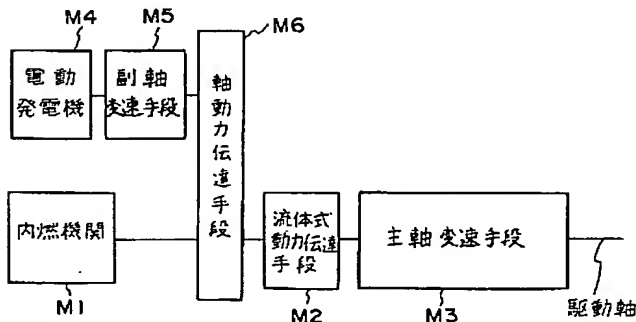 M4
M5
M6
電動
発電機
副軸
変速手段
軸動力伝達手段
内燃機関
流体式
動力伝達
手段
主軸変速手段
M1
M2
M3
駆動軸